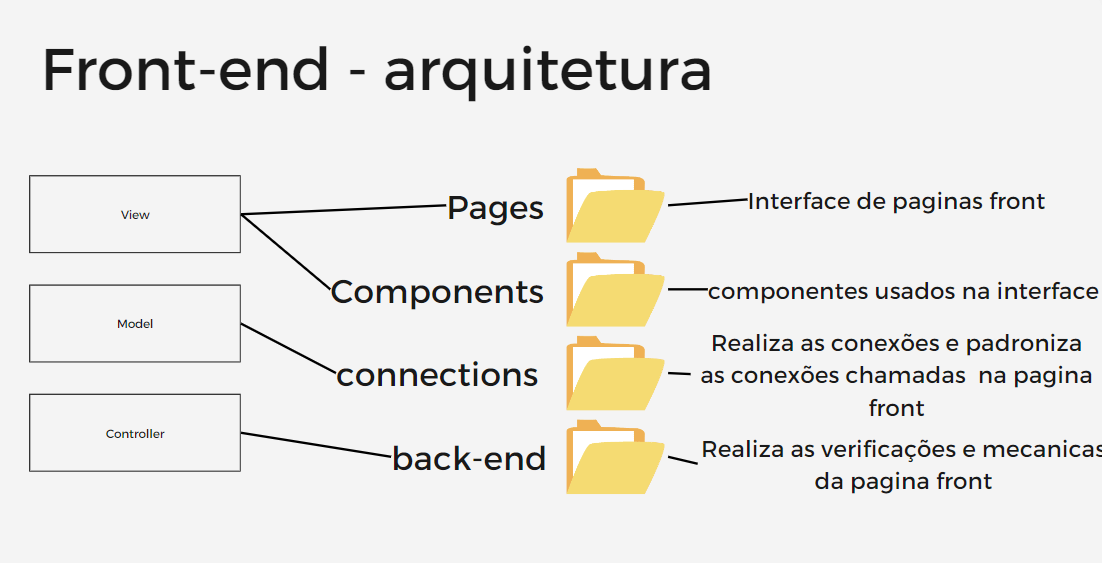 Front-end - arquitetura
View
Pages
Interface de paginas front
Components
componentes usados na interface
Model
connections
Realiza as conexões e padroniza
as conexões chamadas na pagina
front
Controller
back-end
Realiza as verificações e mecanicas
da pagina front